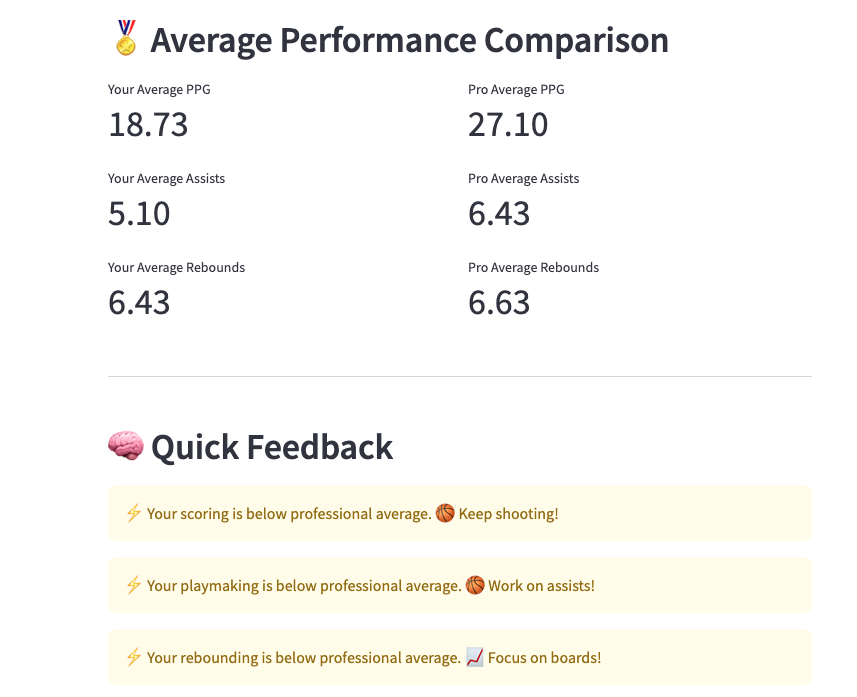 🏅 Average Performance Comparison
Your Average PPG
18.73
Pro Average PPG
27.10
Your Average Assists
5.10
Pro Average Assists
6.43
Your Average Rebounds
6.43
Pro Average Rebounds
6.63
🧠 Quick Feedback
⚡ Your scoring is below professional average. 🏀 Keep shooting!
⚡ Your playmaking is below professional average. 🏀 Work on assists!
⚡ Your rebounding is below professional average. 📈 Focus on boards!